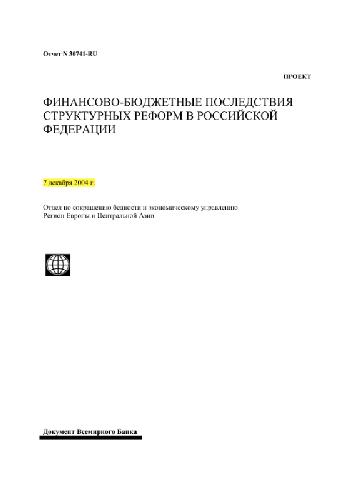 Отчет N 30741-RU
ПРОЕКТ
ФИНАНСОВО-БЮДЖЕТНЫЕ ПОСЛЕДСТВИЯ
СТРУКТУРНЫХ РЕФОРМ В РОССИЙСКОЙ
ФЕДЕРАЦИИ
7 декабря 2004 г.
Отдел по сокращению бедности и экономическому управлению
Регион Европы и Центральной Азии
Документ Всемирного Банка